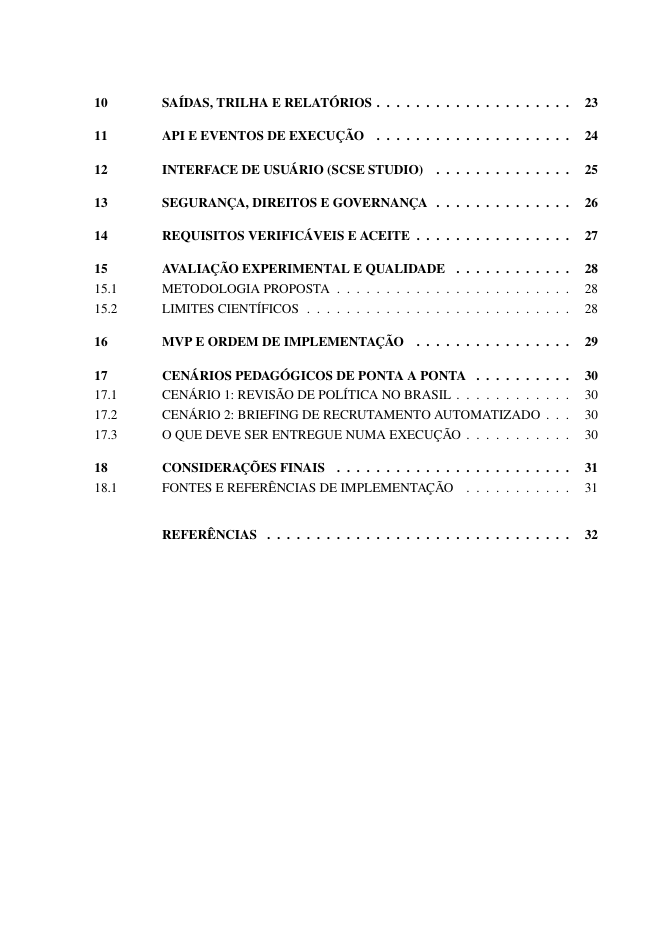 10 SAÍDAS, TRILHA E RELATÓRIOS . . . . . . . . . . . . . . . . . . . . 23
11 API E EVENTOS DE EXECUÇÃO . . . . . . . . . . . . . . . . . . . . 24
12 INTERFACE DE USUÁRIO (SCSE STUDIO) . . . . . . . . . . . . . . 25
13 SEGURANÇA, DIREITOS E GOVERNANÇA . . . . . . . . . . . . . . 26
14 REQUISITOS VERIFICÁVEIS E ACEITE . . . . . . . . . . . . . . . . 27
15 AVALIAÇÃO EXPERIMENTAL E QUALIDADE . . . . . . . . . . . . 28
15.1 METODOLOGIA PROPOSTA . . . . . . . . . . . . . . . . . . . . . . . . 28
15.2 LIMITES CIENTÍFICOS . . . . . . . . . . . . . . . . . . . . . . . . . . . 28
16 MVP E ORDEM DE IMPLEMENTAÇÃO . . . . . . . . . . . . . . . . 29
17 CENÁRIOS PEDAGÓGICOS DE PONTA A PONTA . . . . . . . . . . 30
17.1 CENÁRIO 1: REVISÃO DE POLÍTICA NO BRASIL . . . . . . . . . . . . 30
17.2 CENÁRIO 2: BRIEFING DE RECRUTAMENTO AUTOMATIZADO . . . 30
17.3 O QUE DEVE SER ENTREGUE NUMA EXECUÇÃO . . . . . . . . . . . 30
18 CONSIDERAÇÕES FINAIS . . . . . . . . . . . . . . . . . . . . . . . . 31
18.1 FONTES E REFERÊNCIAS DE IMPLEMENTAÇÃO . . . . . . . . . . . 31
REFERÊNCIAS . . . . . . . . . . . . . . . . . . . . . . . . . . . . . . . 32